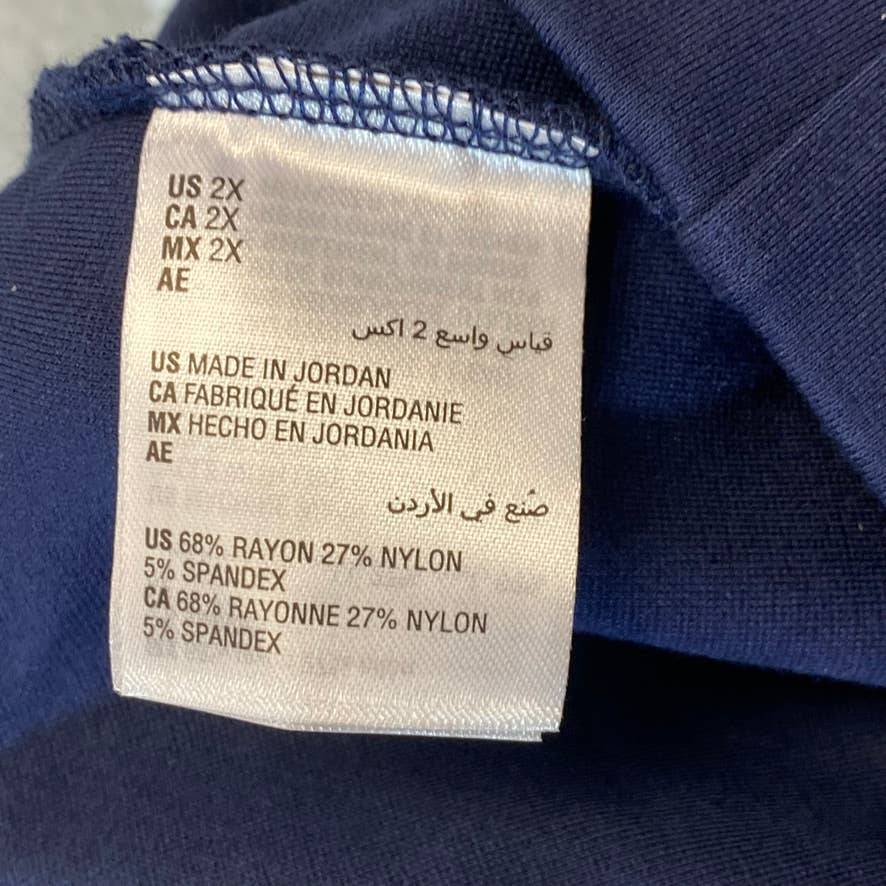 US 2X
CA 2X
MX 2X
AE
قياس واسع 2 اكس
US MADE IN JORDAN
CA FABRIQUÉ EN JORDANIE
MX HECHO EN JORDANIA
AE
صُنع في الأردن
US 68% RAYON 27% NYLON
5% SPANDEX
CA 68% RAYONNE 27% NYLON
5% SPANDEX